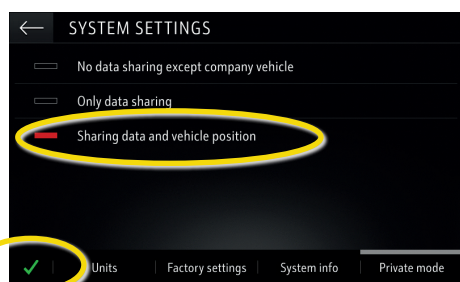 SYSTEM SETTINGS
No data sharing except company vehicle
Only data sharing
Sharing data and vehicle position
Units
Factory settings
System info
Private mode